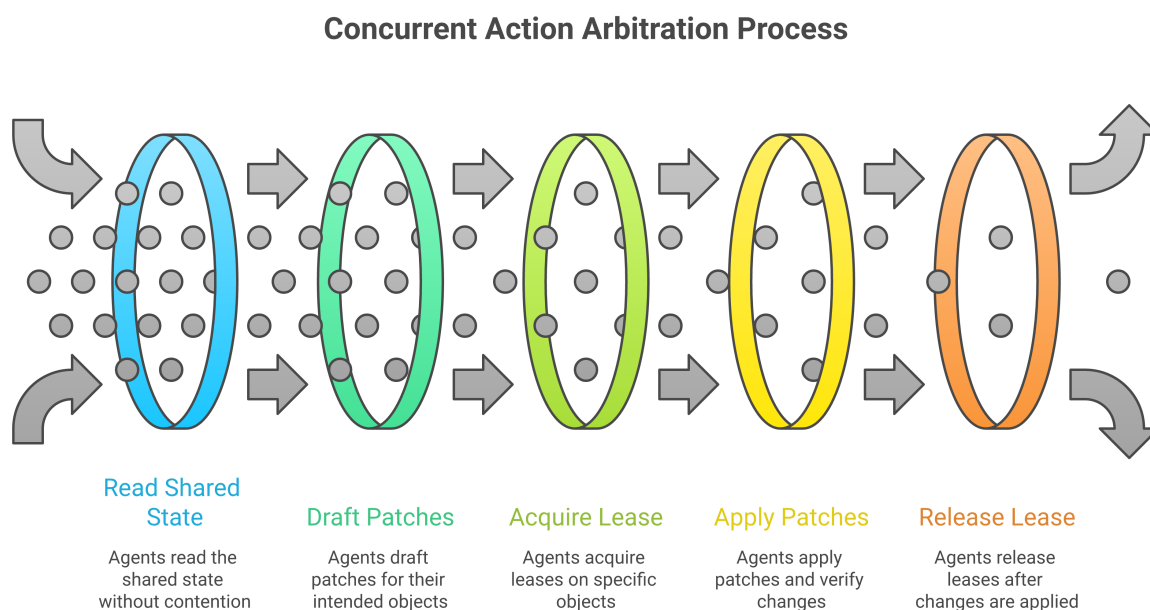 Concurrent Action Arbitration Process
Read Shared
State
Agents read the
shared state
without contention
Draft Patches
Agents draft
patches for their
intended objects
Acquire Lease
Agents acquire
leases on specific
objects
Apply Patches
Agents apply
patches and verify
changes
Release Lease
Agents release
leases after
changes are applied